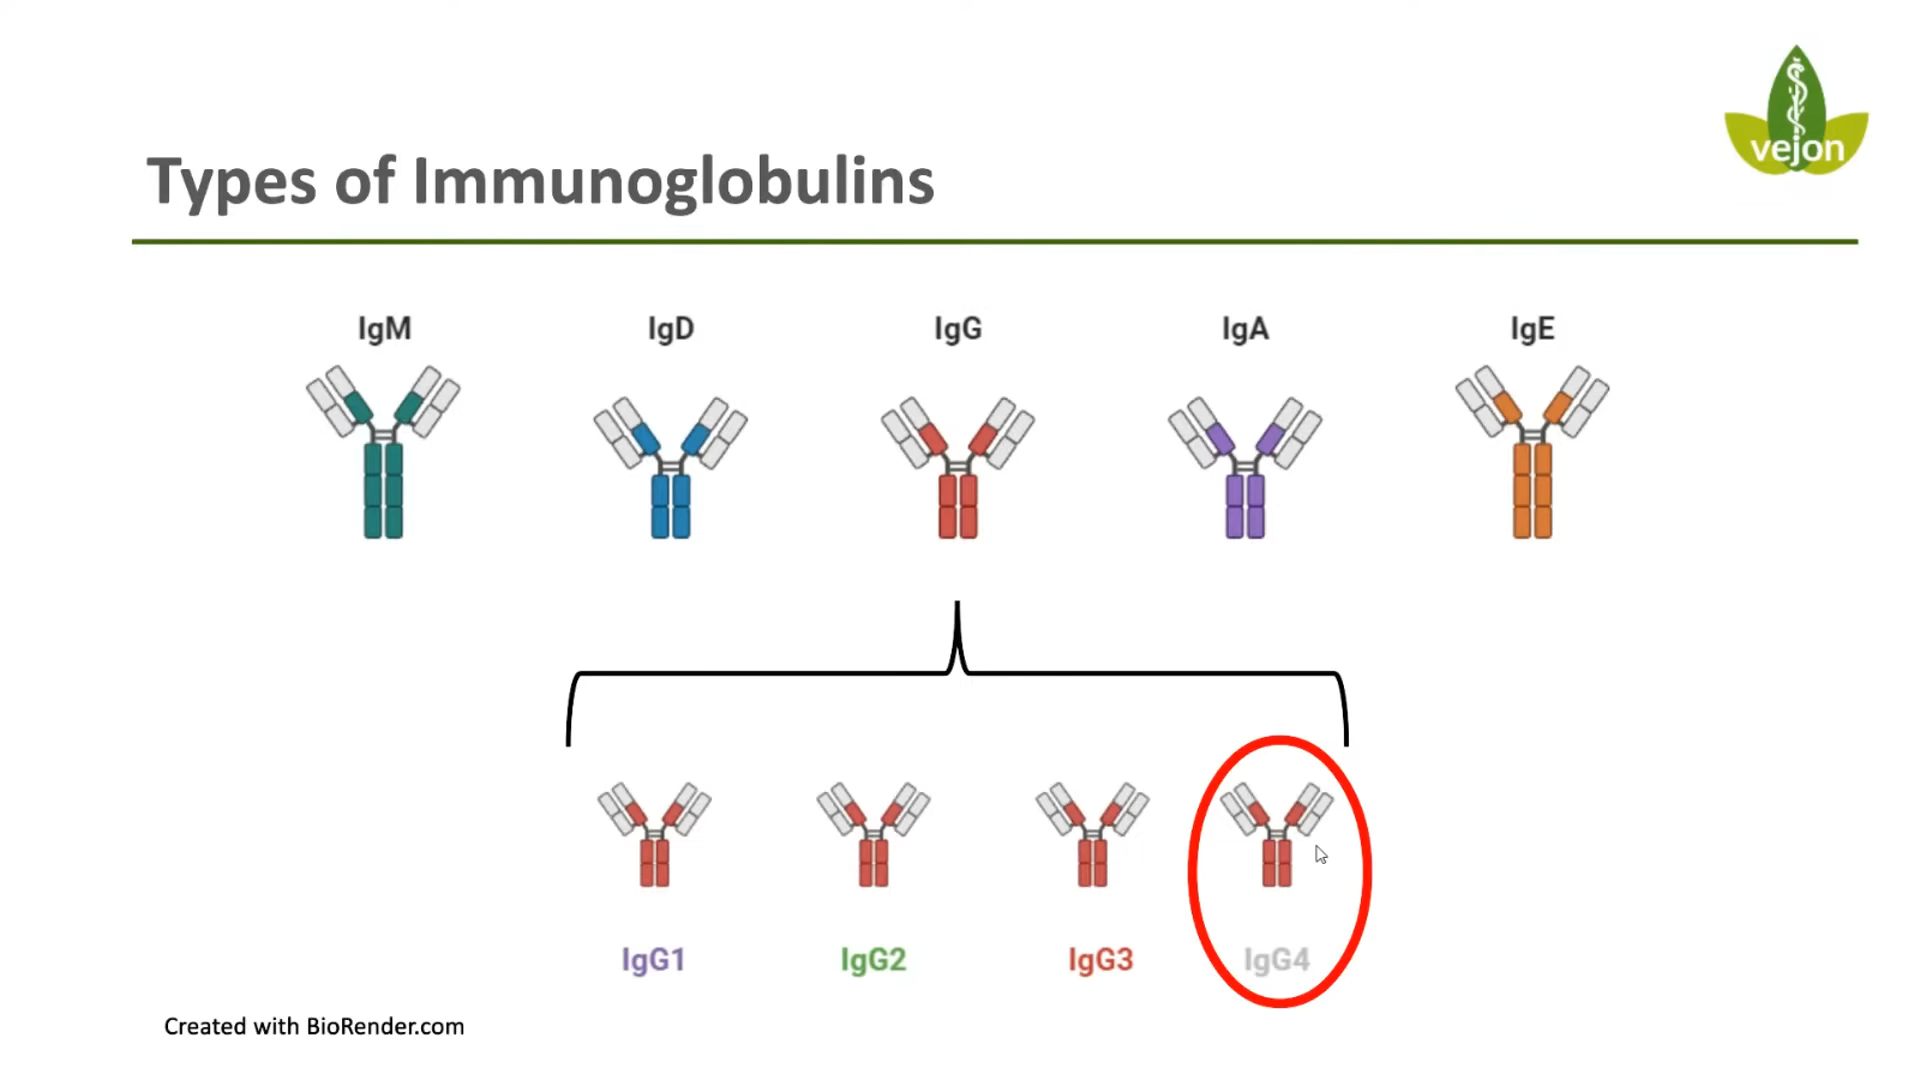 vejon
Types of Immunoglobulins
IgM IgD IgG IgA IgE
IgG1 IgG2 IgG3 IgG4
Created with BioRender.com